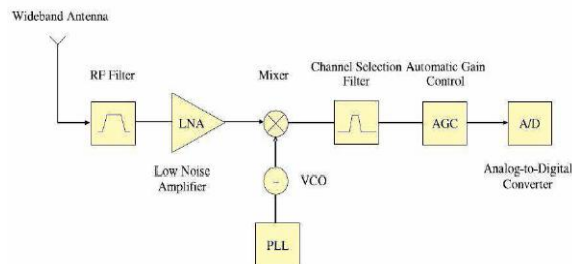 Wideband Antenna
RF Filter
Mixer
Channel Selection Automatic Gain
Filter
Control
LNA
AGC
A/D
Low Noise
Amplifier
VCO
Analog-to-Digital
Converter
PLL